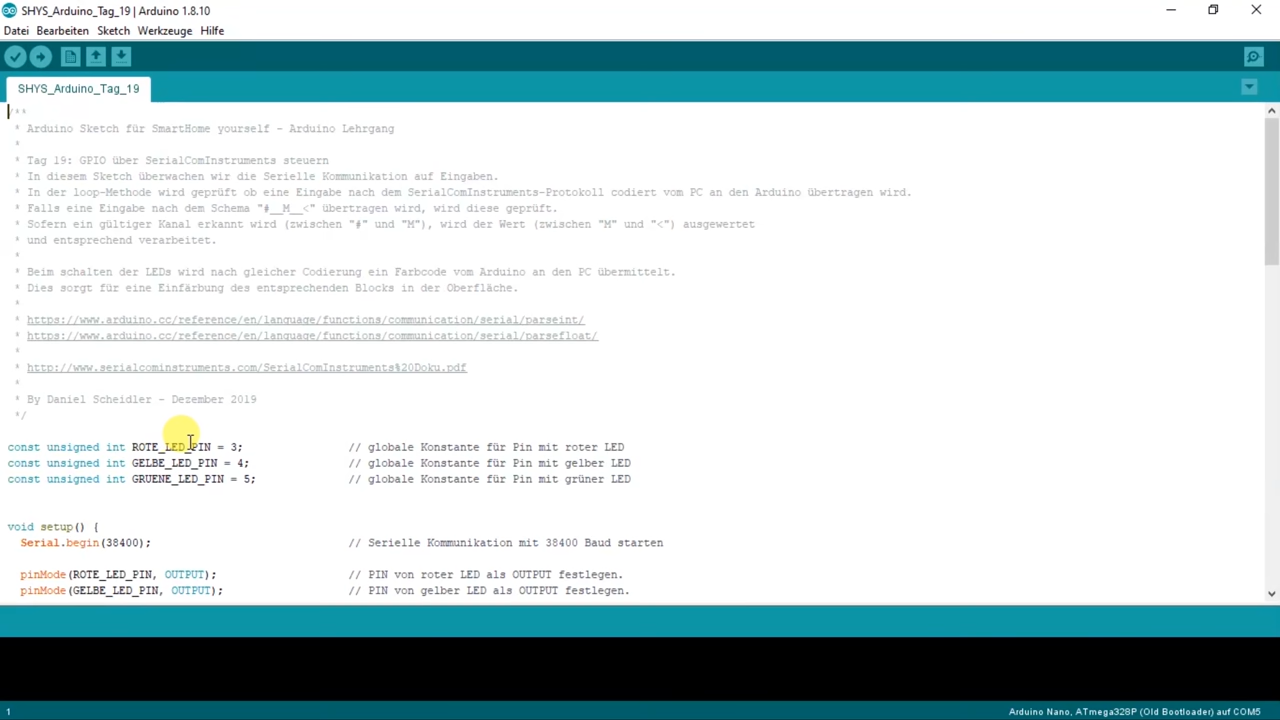 SHYS_Arduino_Tag_19 | Arduino 1.8.10
Datei Bearbeiten Sketch Werkzeuge Hilfe
SHYS_Arduino_Tag_19
/**
* Arduino Sketch für SmartHome yourself - Arduino Lehrgang
*
* Tag 19: GPIO über SerialComInstruments steuern
* In diesem Sketch überwachen wir die Serielle Kommunikation auf Eingaben.
* In der loop-Methode wird geprüft ob eine Eingabe nach dem SerialComInstruments-Protokoll codiert vom PC an den Arduino übertragen wird.
* Falls eine Eingabe nach dem Schema "#__M__<" übertragen wird, wird diese geprüft.
* Sofern ein gültiger Kanal erkannt wird (zwischen "#" und "M"), wird der Wert (zwischen "M" und "<") ausgewertet
* und entsprechend verarbeitet.
*
* Beim schalten der LEDs wird nach gleicher Codierung ein Farbcode vom Arduino an den PC übermittelt.
* Dies sorgt für eine Einfärbung des entsprechenden Blocks in der Oberfläche.
*
* https://www.arduino.cc/reference/en/language/functions/communication/serial/parseint/
* https://www.arduino.cc/reference/en/language/functions/communication/serial/parsefloat/
*
* http://www.serialcominstruments.com/SerialComInstruments%20Doku.pdf
*
* By Daniel Scheidler - Dezember 2019
*/
const unsigned int ROTE_LED_PIN = 3; // globale Konstante für Pin mit roter LED
const unsigned int GELBE_LED_PIN = 4; // globale Konstante für Pin mit gelber LED
const unsigned int GRUENE_LED_PIN = 5; // globale Konstante für Pin mit grüner LED
void setup() {
Serial.begin(38400); // Serielle Kommunikation mit 38400 Baud starten
pinMode(ROTE_LED_PIN, OUTPUT); // PIN von roter LED als OUTPUT festlegen.
pinMode(GELBE_LED_PIN, OUTPUT); // PIN von gelber LED als OUTPUT festlegen.
1 Arduino Nano, ATmega328P (Old Bootloader) auf COM5